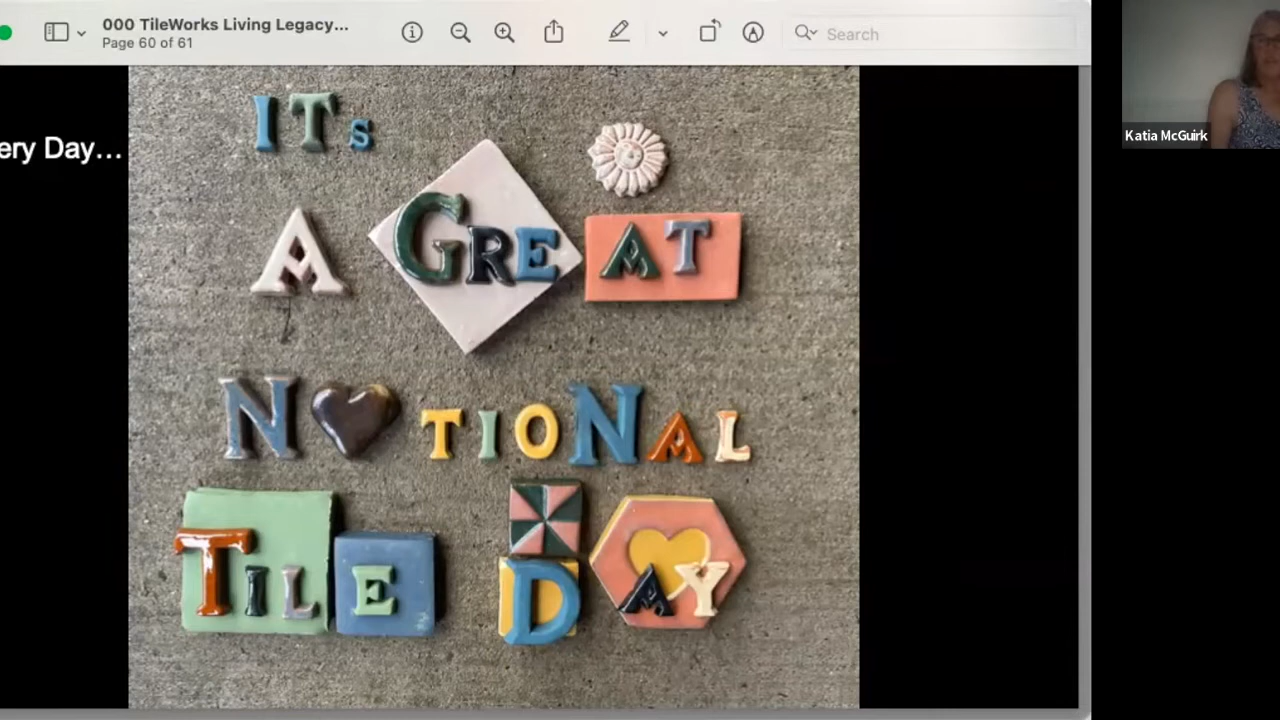 000 TileWorks Living Legacy...
Page 60 of 61
Search
ery Day...
ITs
A GREAT
N TIONAL
TILE DAY
Katia McGuirk